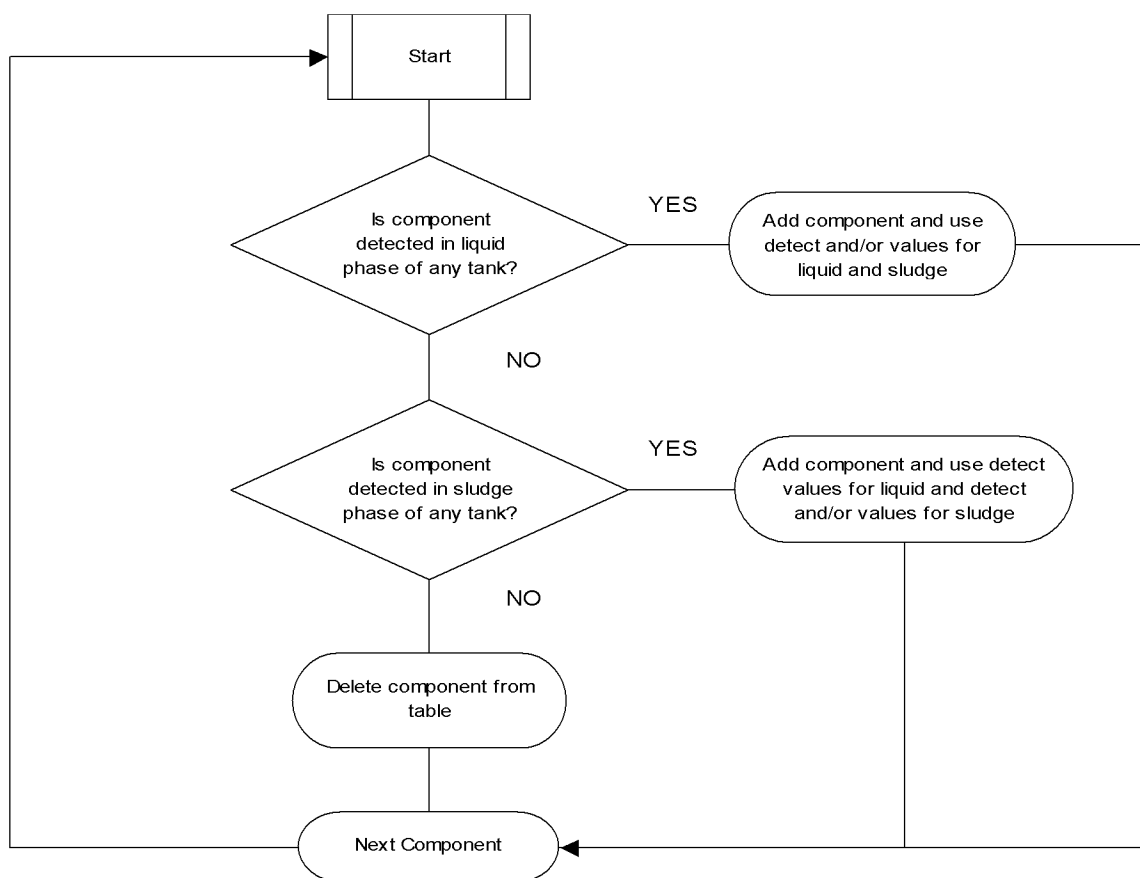 Start
Is component
detected in liquid
phase of any tank?
YES
Add component and use
detect and/or values for
liquid and sludge
NO
Is component
detected in sludge
phase of any tank?
YES
Add component and use detect
values for liquid and detect
and/or values for sludge
NO
Delete component from
table
Next Component